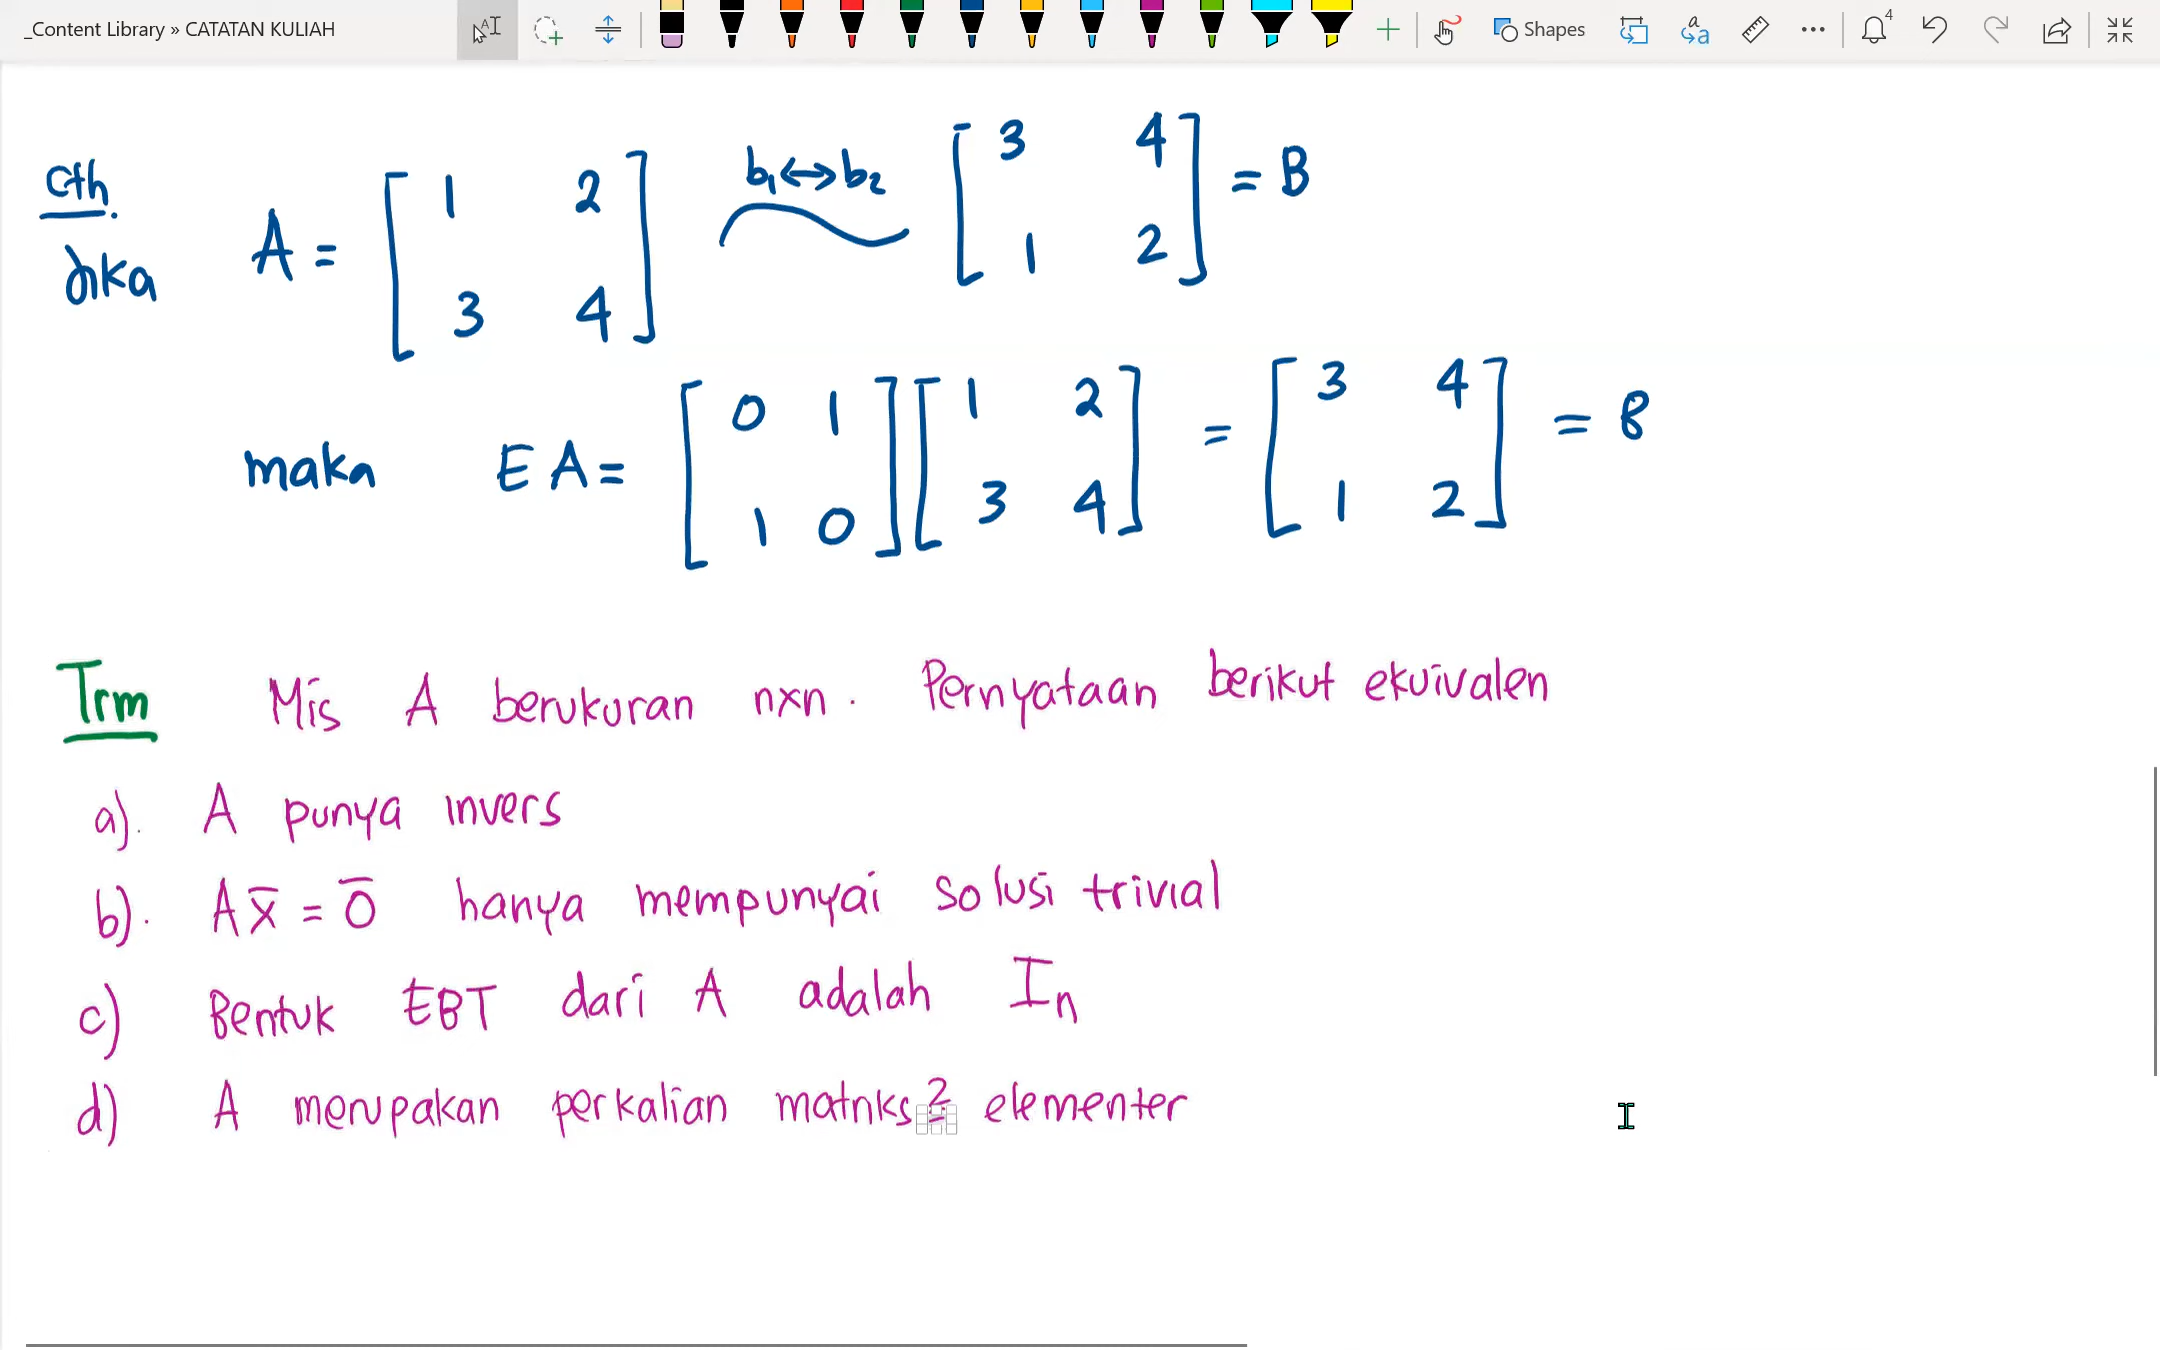 _Content Library » CATATAN KULIAH
Shapes
4
Cth.
Jika A = [1 2; 3 4] b₁↔b₂ [3 4; 1 2] = B
maka EA = [0 1; 1 0] [1 2; 3 4] = [3 4; 1 2] = B
Trm Mis A berukuran nxn. Pernyataan berikut ekuivalen
a). A punya invers
b). Ax̅ = 0̅ hanya mempunyai solusi trivial
c) Bentuk EBT dari A adalah Iₙ
d) A merupakan perkalian matriks² elementer